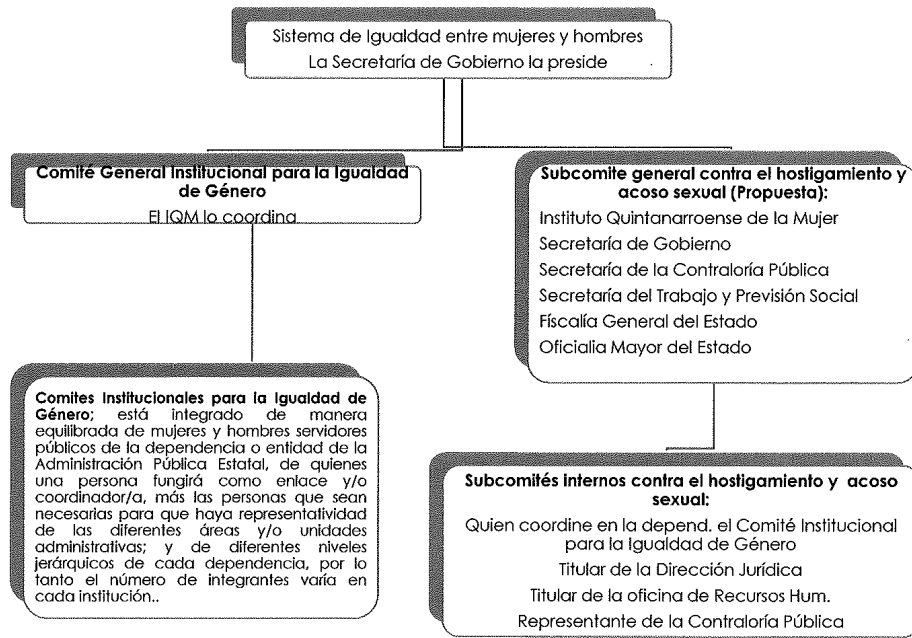 Sistema de Igualdad entre mujeres y hombres
La Secretaría de Gobierno la preside
Comité General Institucional para la Igualdad
de Género
El IQM lo coordina
Subcomite general contra el hostigamiento y
acoso sexual (Propuesta):
Instituto Quintanarroense de la Mujer
Secretaría de Gobierno
Secretaría de la Contraloría Pública
Secretaría del Trabajo y Previsión Social
Fiscalía General del Estado
Oficialia Mayor del Estado
Comites Institucionales para la Igualdad de
Género; está integrado de manera
equilibrada de mujeres y hombres servidores
públicos de la dependencia o entidad de la
Administración Pública Estatal, de quienes
una persona fungirá como enlace y/o
coordinador/a, más las personas que sean
necesarias para que haya representatividad
de las diferentes áreas y/o unidades
administrativas; y de diferentes niveles
jerárquicos de cada dependencia, por lo
tanto el número de integrantes varía en
cada institución..
Subcomités internos contra el hostigamiento y acoso
sexual:
Quien coordine en la depend. el Comité Institucional
para la Igualdad de Género
Titular de la Dirección Jurídica
Titular de la oficina de Recursos Hum.
Representante de la Contraloría Pública